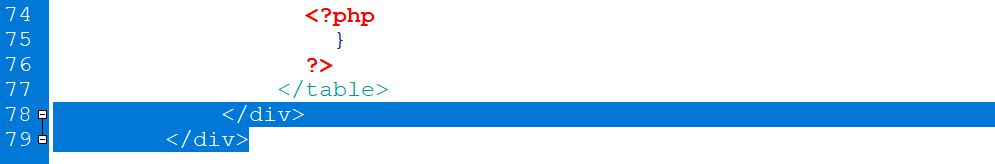 74 <?php
75 }
76 ?>
77 </table>
78 </div>
79 </div>